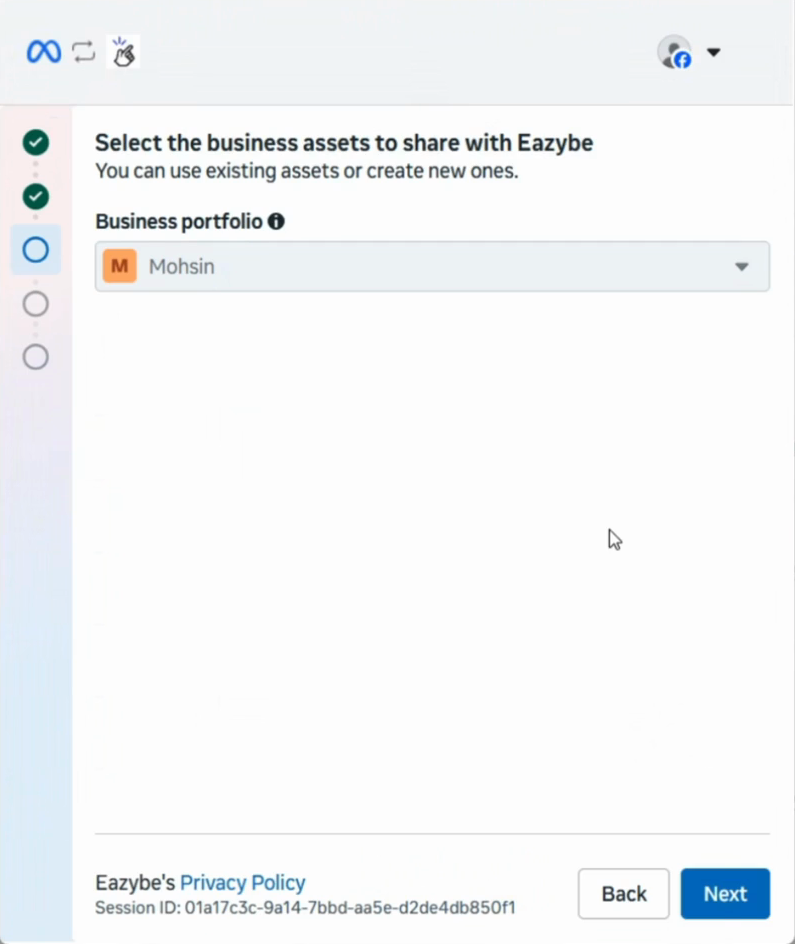 Select the business assets to share with Eazybe
You can use existing assets or create new ones.
Business portfolio
M Mohsin
Eazybe's Privacy Policy
Session ID: 01a17c3c-9a14-7bbd-aa5e-d2de4db850f1
Back Next